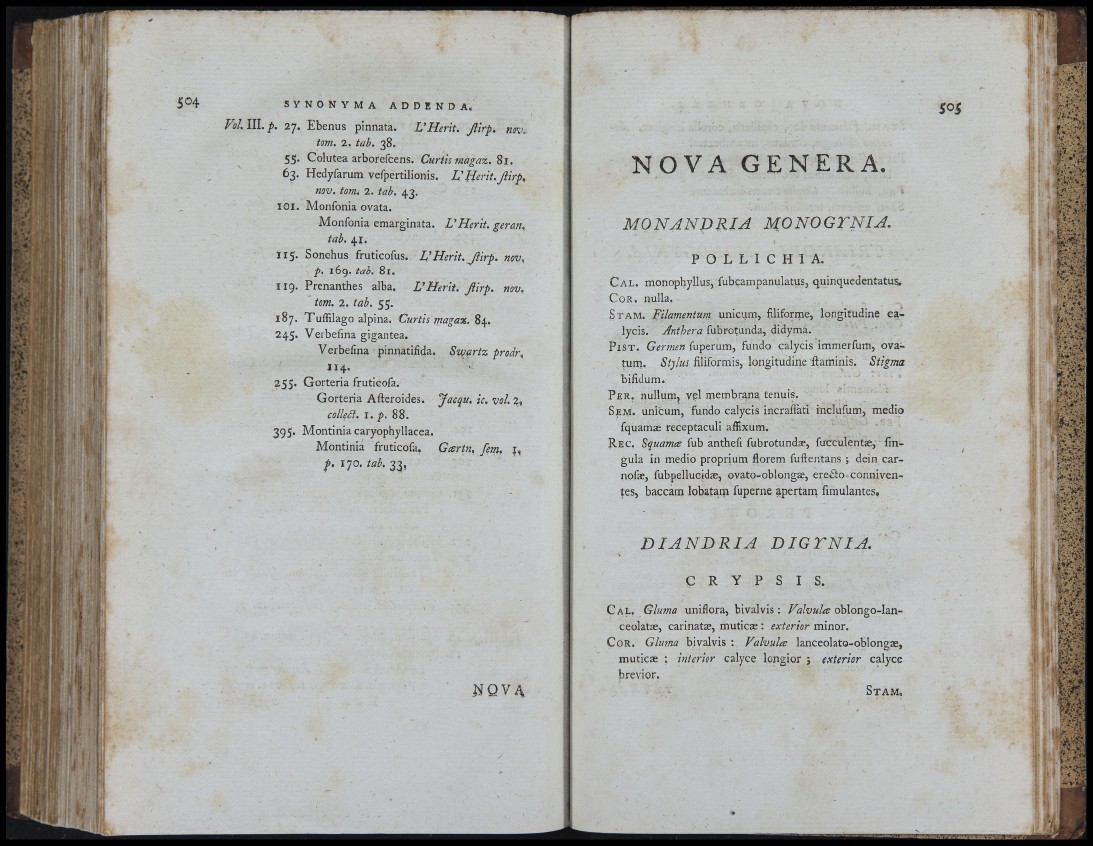 504 SYNONYMA ADDENDA.
Vol. III. p. 27. Ebenus pinnata. L'Herit. ſtirp. nov.
tom. 2. tab. 38.
55. Colutea arboreſcens. Curtis magaz. 81.
63. Hedyſarum veſpertilionis. L'Herit. ſtirp.
nov. tom. 2. tab. 43.
101. Monſonia ovata.
Monſonia emarginata. L'Herit. geran.
tab. 41.
115. Sonchus fruticoſus. L'Herit. ſtirp. nov.
p. 169. tab. 81.
119. Prenanthes alba. L'Herit. ſtirp. nov.
tom. 2. tab. 55.
187. Tuſſilago alpina. Curtis magaz. 84.
245. Verbeſina gigantea.
Verbeſina pinnatifida. Swartz prodr.
114.
255. Gorteria fruticoſa.
Gorteria Aſteroides. Jacqu. ic. vol. 2.
collect. 1. p. 88.
395. Montinia caryophyllacea.
Montinia fruticoſa. Gærtn. ſem. 1.
p. 170. tab. 33.
NOVA
505
NOVA GENERA.
MONANDRIA MONOGYNIA.
POLLICHIA.
CAL. monophyllus, ſubcampanulatus, quinquedentatus.
COR. nulla.
STAM. Filamentum unicum, filiforme, longitudine ca-
lycis. Anthera ſubrotunda, didyma.
PIST. Germen ſuperum, fundo calycis immerſum, ova-
tum. Stylus filiformis, longitudine ſtaminis. Stigma
bifidum.
PER. nullum, vel membrana tenuis.
SEM. unicum, fundo calycis incraſſati incluſum, medio
ſquamæ receptaculi affixum.
REC. Squamæ ſub antheſi ſubrotundæ, ſucculentæ, ſin-
gula in medio proprium florem ſuſtentans ; dein car-
noſæ, ſubpellucidæ, ovato-oblongæ, erecto-conniven-
tes, baccam lobatam ſuperne apertam ſimulantes.
DIANDRIA DIGYNIA.
CRYPSIS.
CAL. Gluma uniflora, bivalvis : Valvulæ oblongo-lan-
ceolatæ, carinatæ, muticæ : exterior minor.
COR. Gluma bivalvis : Valvulæ lanceolato-oblongæ,
muticæ : interior calyce longior ; exterior calyce
brevior.
STAM.